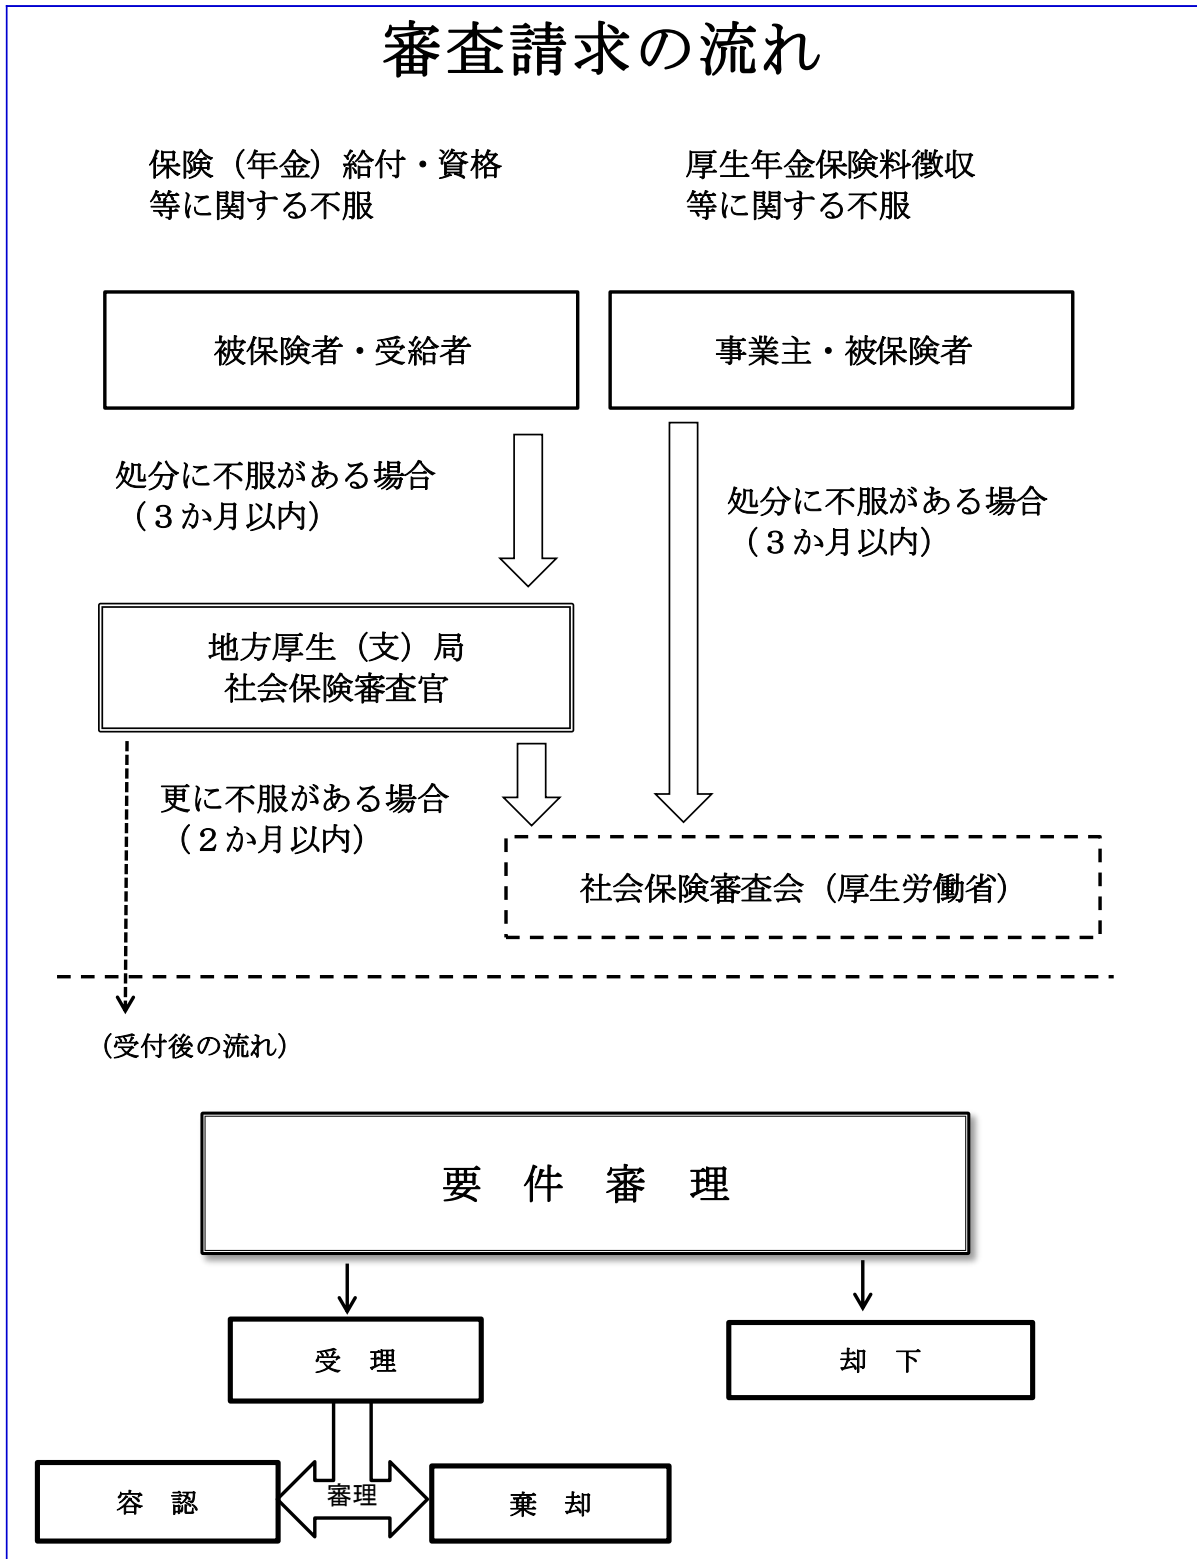 審査請求の流れ
保険（年金）給付・資格
等に関する不服
厚生年金保険料徴収
等に関する不服
被保険者・受給者
事業主・被保険者
処分に不服がある場合
（３か月以内）
処分に不服がある場合
（３か月以内）
地方厚生（支）局
社会保険審査官
更に不服がある場合
（２か月以内）
社会保険審査会（厚生労働省）
（受付後の流れ）
要　件　審　理
受　理
却　下
容　認
審理
棄　却